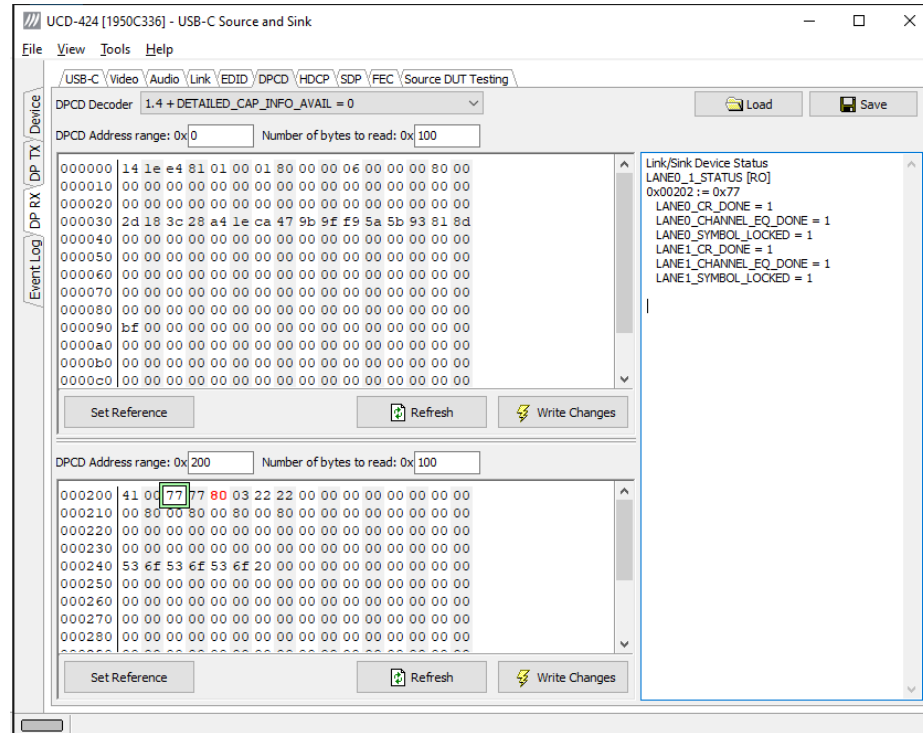 UCD-424 [1950C336] - USB-C Source and Sink
File View Tools Help
USB-C Video Audio Link EDID DPCD HDCP SDP FEC Source DUT Testing
Device
DP TX
DP RX
Event Log
DPCD Decoder 1.4 + DETAILED_CAP_INFO_AVAIL = 0
Load Save
DPCD Address range: 0x 0 Number of bytes to read: 0x 100
000000 14 1e e4 81 01 00 01 80 00 00 06 00 00 00 80 00
000010 00 00 00 00 00 00 00 00 00 00 00 00 00 00 00 00
000020 00 00 00 00 00 00 00 00 00 00 00 00 00 00 00 00
000030 2d 18 3c 28 a4 1e ca 47 9b 9f f9 5a 5b 93 81 8d
000040 00 00 00 00 00 00 00 00 00 00 00 00 00 00 00 00
000050 00 00 00 00 00 00 00 00 00 00 00 00 00 00 00 00
000060 00 00 00 00 00 00 00 00 00 00 00 00 00 00 00 00
000070 00 00 00 00 00 00 00 00 00 00 00 00 00 00 00 00
000080 00 00 00 00 00 00 00 00 00 00 00 00 00 00 00 00
000090 bf 00 00 00 00 00 00 00 00 00 00 00 00 00 00 00
0000a0 00 00 00 00 00 00 00 00 00 00 00 00 00 00 00 00
0000b0 00 00 00 00 00 00 00 00 00 00 00 00 00 00 00 00
0000c0 00 00 00 00 00 00 00 00 00 00 00 00 00 00 00 00
Set Reference Refresh Write Changes
DPCD Address range: 0x 200 Number of bytes to read: 0x 100
000200 41 00 77 77 80 03 22 22 00 00 00 00 00 00 00 00
000210 00 80 00 80 00 80 00 80 00 00 00 00 00 00 00 00
000220 00 00 00 00 00 00 00 00 00 00 00 00 00 00 00 00
000230 00 00 00 00 00 00 00 00 00 00 00 00 00 00 00 00
000240 53 6f 53 6f 53 6f 20 00 00 00 00 00 00 00 00 00
000250 00 00 00 00 00 00 00 00 00 00 00 00 00 00 00 00
000260 00 00 00 00 00 00 00 00 00 00 00 00 00 00 00 00
000270 00 00 00 00 00 00 00 00 00 00 00 00 00 00 00 00
000280 00 00 00 00 00 00 00 00 00 00 00 00 00 00 00 00
Set Reference Refresh Write Changes
Link/Sink Device Status
LANE0_1_STATUS [RO]
0x00202 := 0x77
LANE0_CR_DONE = 1
LANE0_CHANNEL_EQ_DONE = 1
LANE0_SYMBOL_LOCKED = 1
LANE1_CR_DONE = 1
LANE1_CHANNEL_EQ_DONE = 1
LANE1_SYMBOL_LOCKED = 1